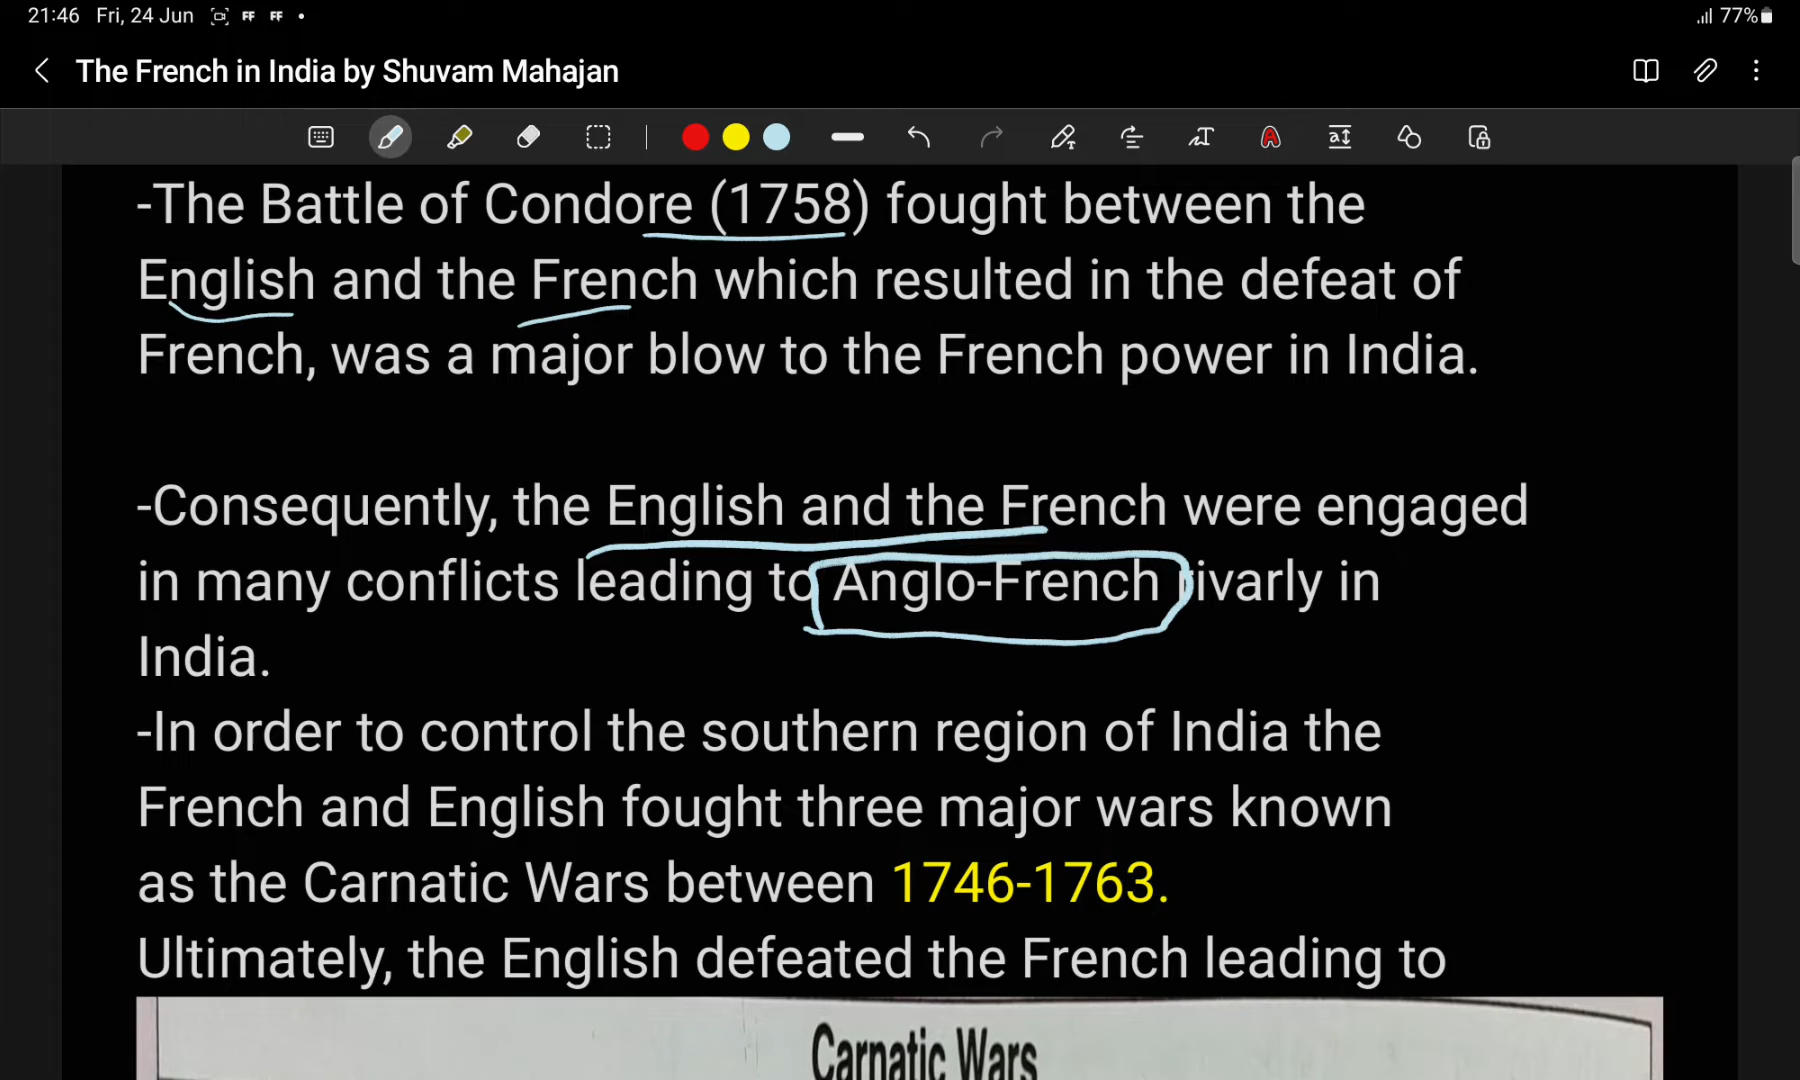 21:46 Fri, 24 Jun FF FF 77%
The French in India by Shuvam Mahajan
-The Battle of Condore (1758) fought between the
English and the French which resulted in the defeat of
French, was a major blow to the French power in India.
-Consequently, the English and the French were engaged
in many conflicts leading to Anglo-French rivarly in
India.
-In order to control the southern region of India the
French and English fought three major wars known
as the Carnatic Wars between 1746-1763.
Ultimately, the English defeated the French leading to
Carnatic Wars